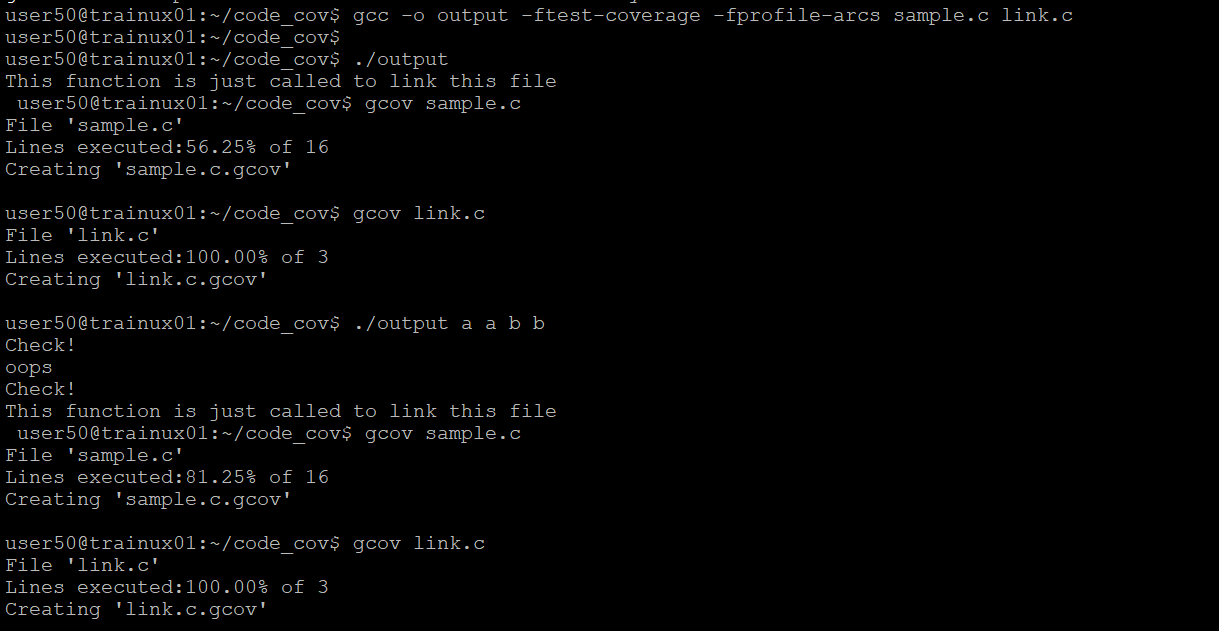 user50@trainux01:~/code_cov$ gcc -o output -ftest-coverage -fprofile-arcs sample.c link.c
user50@trainux01:~/code_cov$
user50@trainux01:~/code_cov$ ./output
This function is just called to link this file
 user50@trainux01:~/code_cov$ gcov sample.c
File 'sample.c'
Lines executed:56.25% of 16
Creating 'sample.c.gcov'

user50@trainux01:~/code_cov$ gcov link.c
File 'link.c'
Lines executed:100.00% of 3
Creating 'link.c.gcov'

user50@trainux01:~/code_cov$ ./output a a b b
Check!
oops
Check!
This function is just called to link this file
 user50@trainux01:~/code_cov$ gcov sample.c
File 'sample.c'
Lines executed:81.25% of 16
Creating 'sample.c.gcov'

user50@trainux01:~/code_cov$ gcov link.c
File 'link.c'
Lines executed:100.00% of 3
Creating 'link.c.gcov'